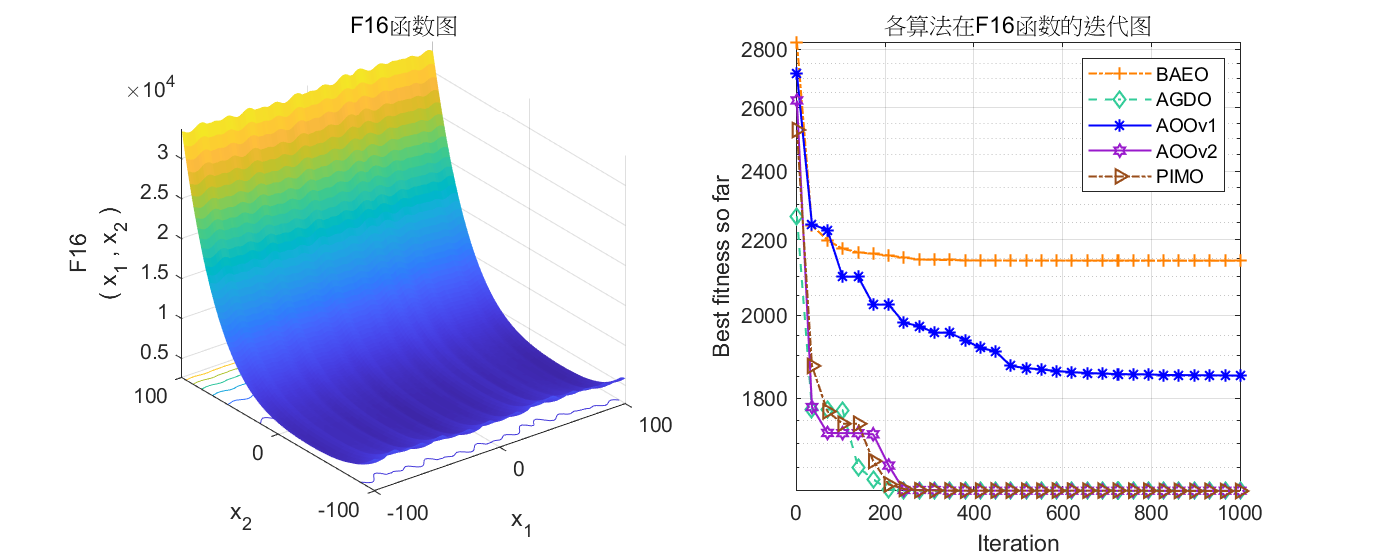 F16函数图
×10⁴
3
2.5
2
1.5
1
0.5
F16
( x₁ , x₂ )
100
0
-100
x₂
-100
0
100
x₁
各算法在F16函数的迭代图
2800
2600
2400
2200
2000
1800
Best fitness so far
0
200
400
600
800
1000
Iteration
BAEO
AGDO
AOOv1
AOOv2
PIMO